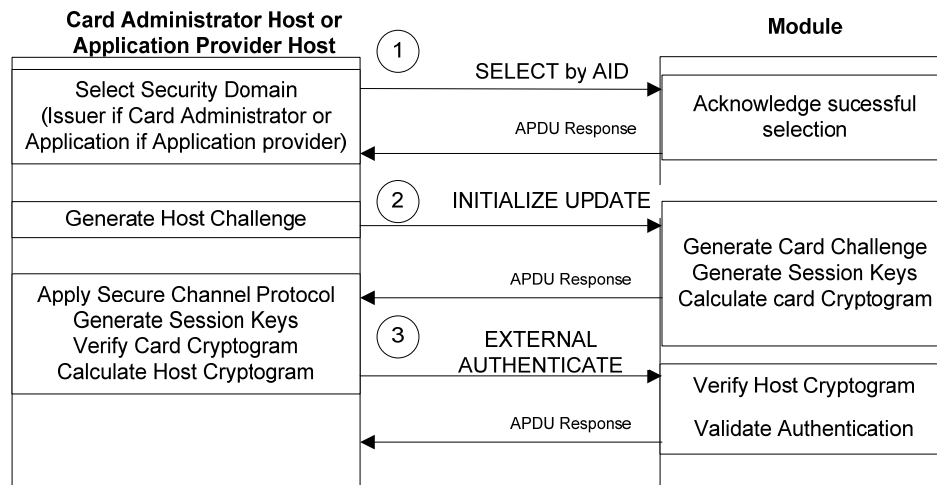 Card Administrator Host or
Application Provider Host
Module
1
SELECT by AID
Select Security Domain
(Issuer if Card Administrator or
Application if Application provider)
Acknowledge sucessful
selection
APDU Response
2
INITIALIZE UPDATE
Generate Host Challenge
Generate Card Challenge
Generate Session Keys
Calculate card Cryptogram
APDU Response
Apply Secure Channel Protocol
Generate Session Keys
Verify Card Cryptogram
Calculate Host Cryptogram
3
EXTERNAL
AUTHENTICATE
Verify Host Cryptogram
Validate Authentication
APDU Response